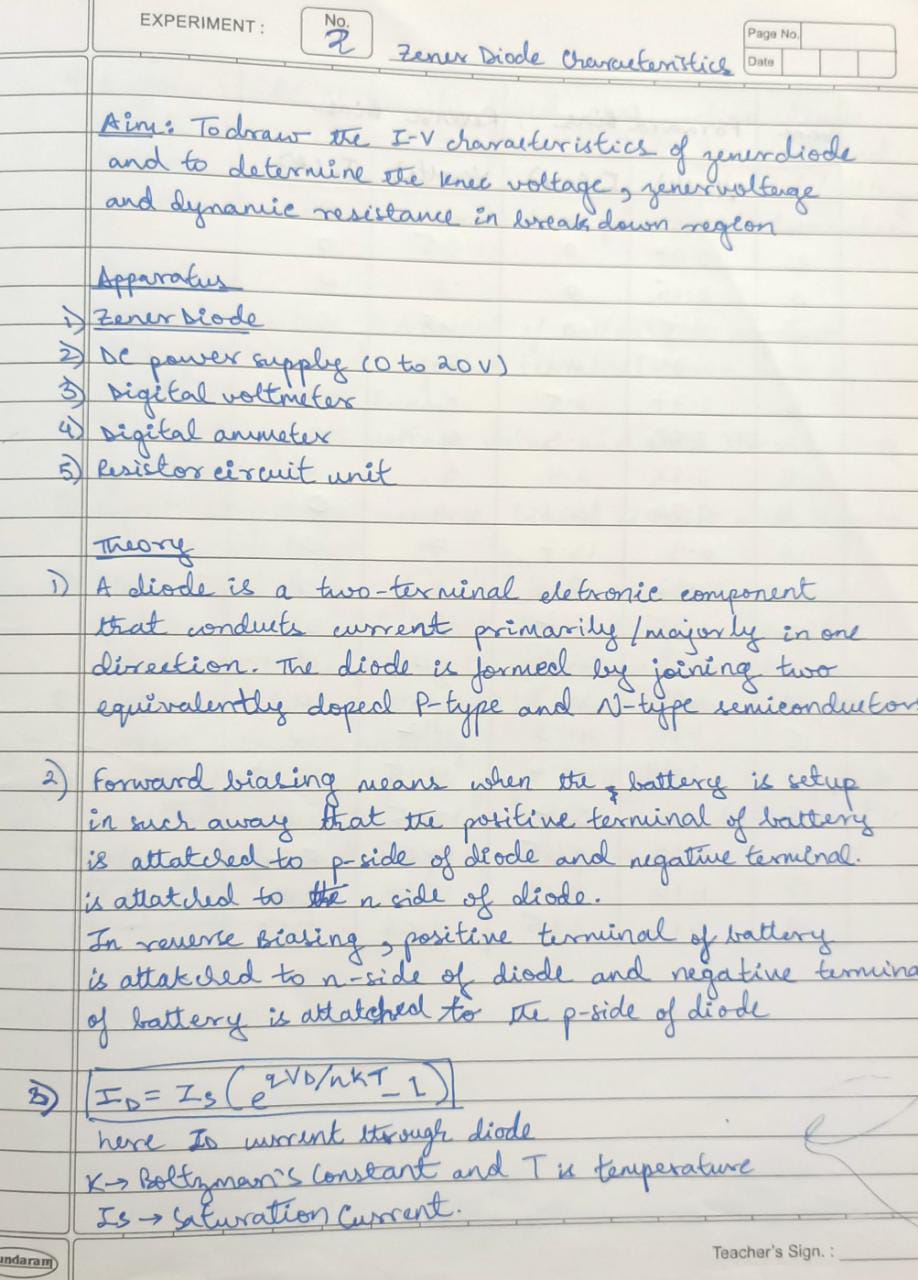 EXPERIMENT :
No.
2
Zener Diode Characteristics
Page No.
Date
Aim: To draw the I-V characteristics of zener diode
and to determine the knee voltage, zener voltage
and dynamic resistance in break down region
Apparatus
1) Zener Diode
2) DC power supply (0 to 20V)
3) Digital voltmeter
4) Digital ammeter
5) Resistor circuit unit
Theory
1) A diode is a two-terminal eletronic component
that conducts current primarily / majorly in one
direction. The diode is formed by joining two
equivalently doped P-type and N-type semiconductor
2) Forward biasing means when the battery is setup
in such away that the positive terminal of battery
is attatched to p-side of diode and negative terminal.
is attatched to the n side of diode.
In reverse Biasing, positive terminal of battery
is attatched to n-side of diode and negative termina
of battery is attatched to the p-side of diode
3) I_D = I_S (e^{qV_D/nkT} - 1)
here I_D current through diode
K → Boltzman's Constant and T is temperature
I_S → Saturation Current.
undaram
Teacher's Sign. :